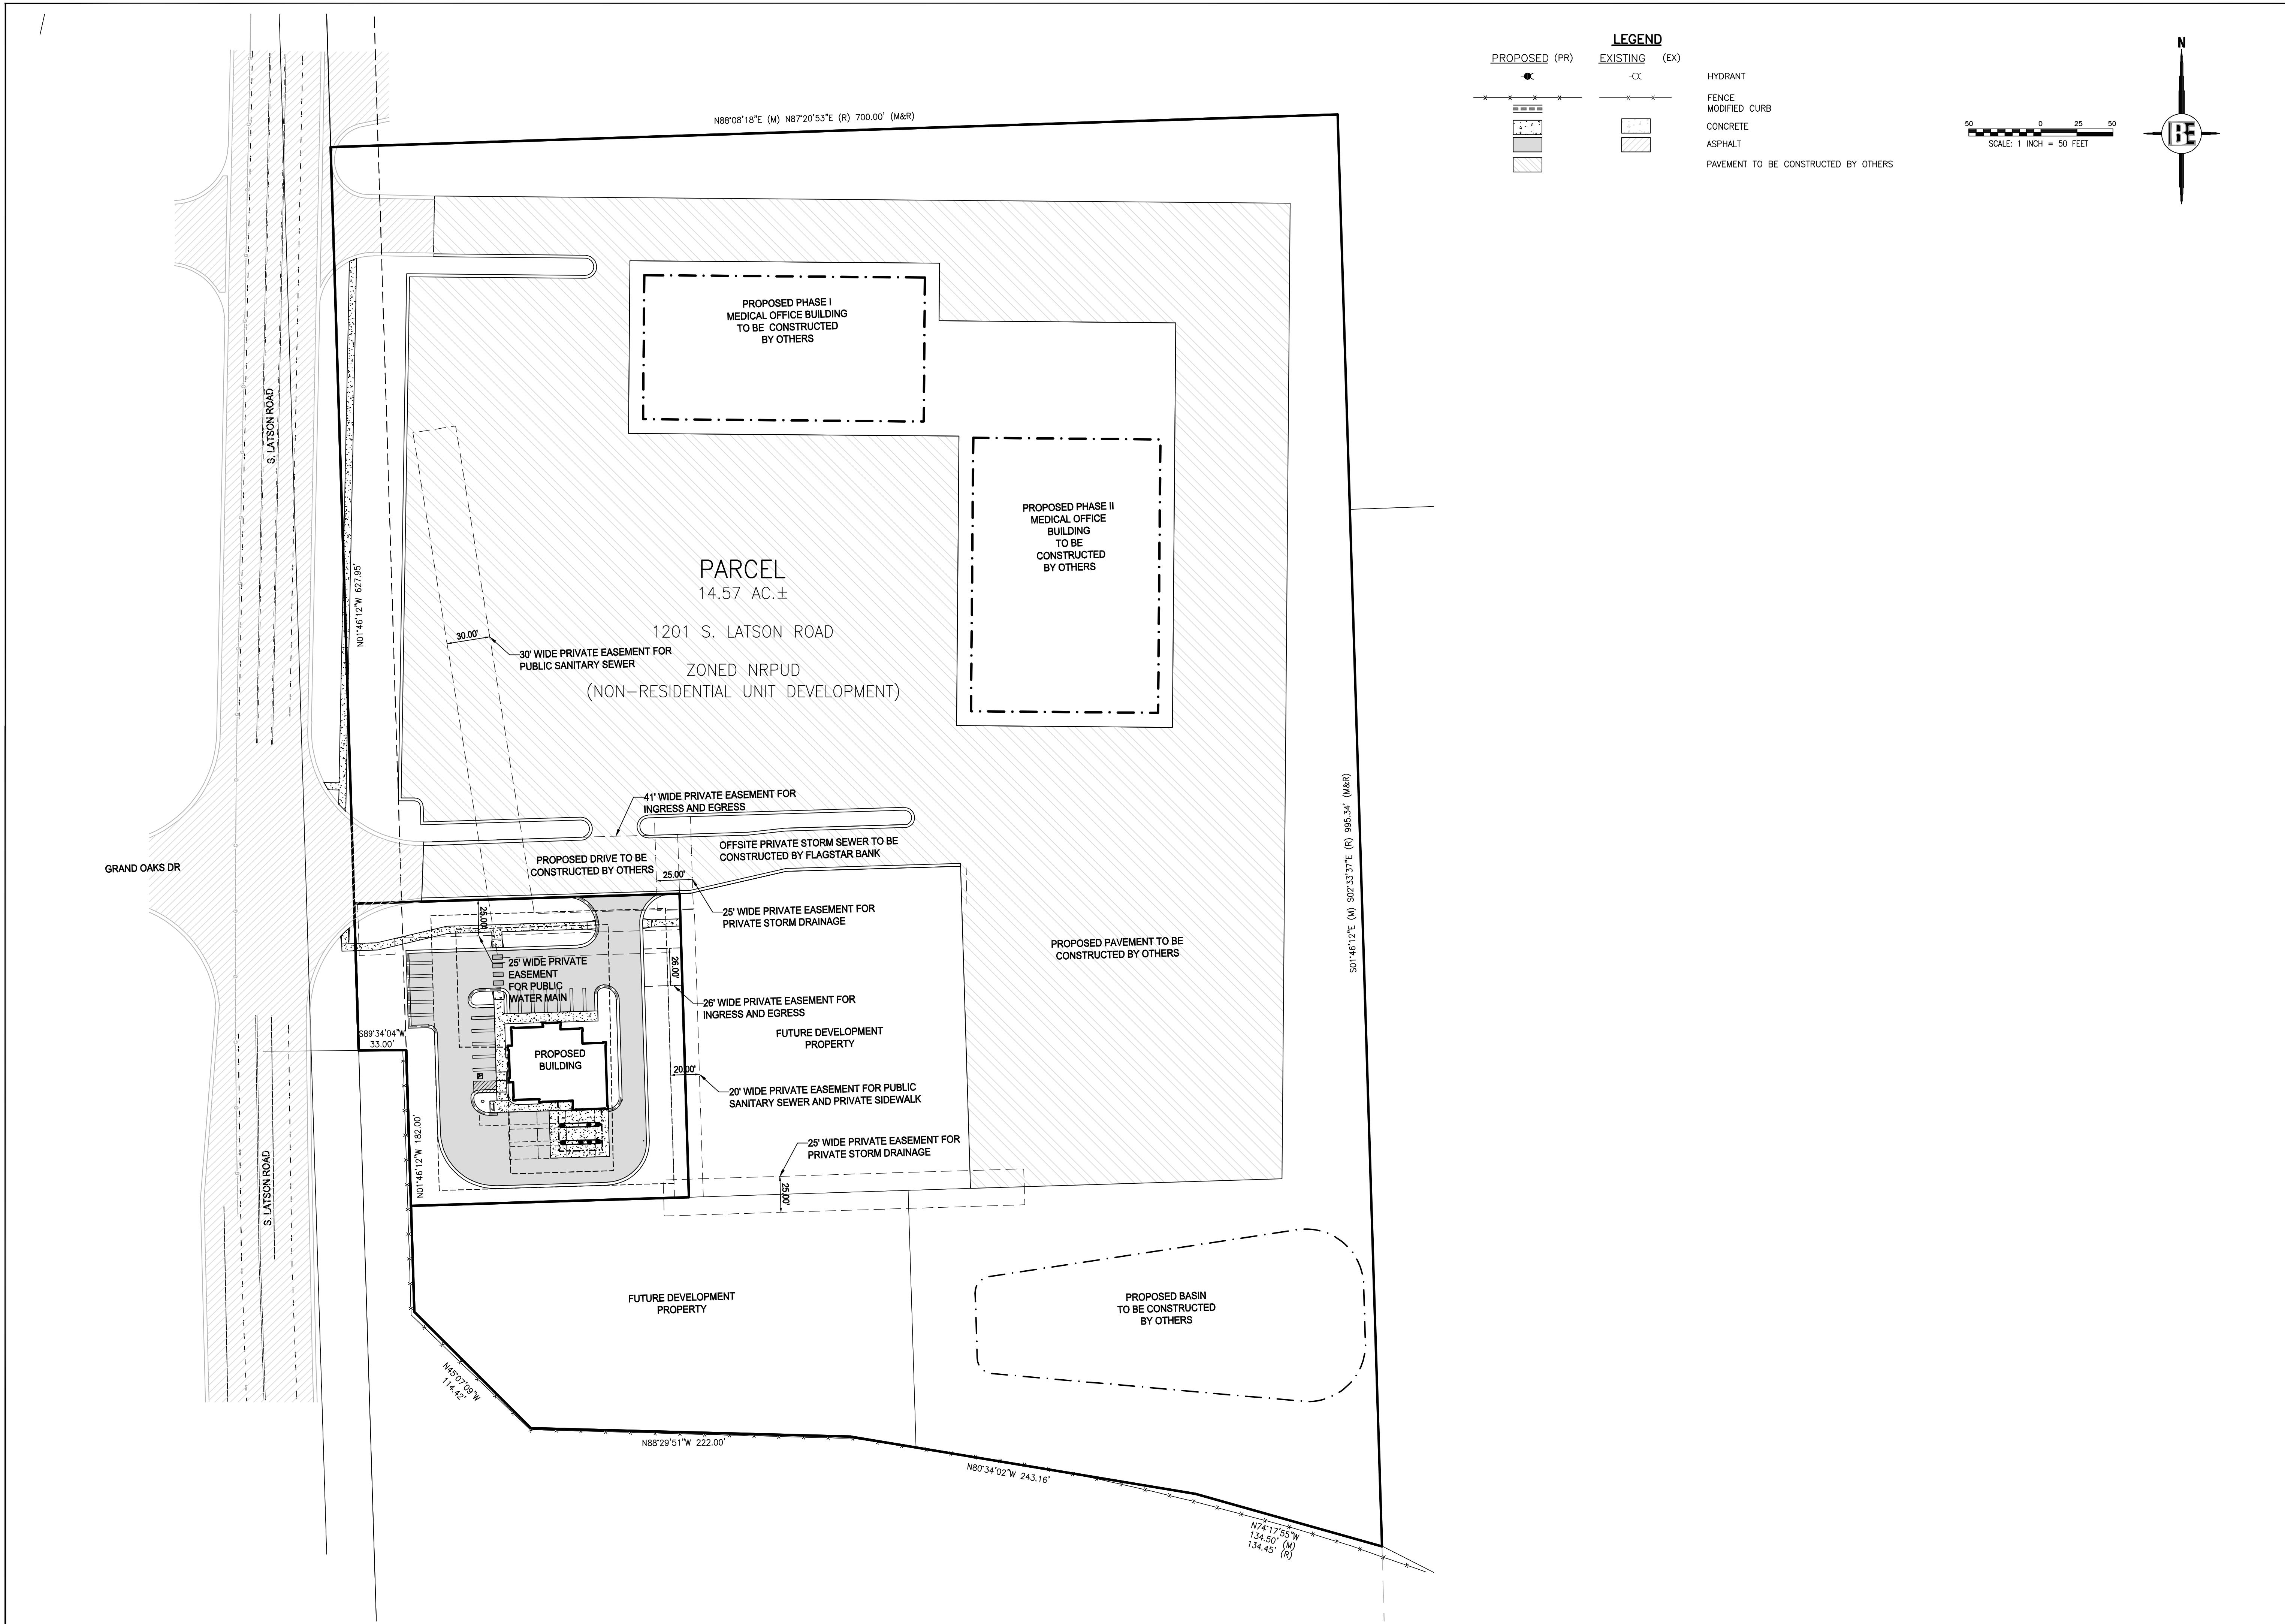 LEGEND
PROPOSED (PR) EXISTING (EX)
HYDRANT
FENCE
MODIFIED CURB
CONCRETE
ASPHALT
PAVEMENT TO BE CONSTRUCTED BY OTHERS
50 0 25 50
SCALE: 1 INCH = 50 FEET
N
BE
N88°08'18"E (M) N87°20'53"E (R) 700.00' (M&R)
PROPOSED PHASE I
MEDICAL OFFICE BUILDING
TO BE CONSTRUCTED
BY OTHERS
S. LATSON ROAD
PROPOSED PHASE II
MEDICAL OFFICE
BUILDING
TO BE
CONSTRUCTED
BY OTHERS
N01°46'12"W 627.95'
PARCEL
14.57 AC.±
1201 S. LATSON ROAD
ZONED NRPUD
(NON-RESIDENTIAL UNIT DEVELOPMENT)
30.00'
30' WIDE PRIVATE EASEMENT FOR
PUBLIC SANITARY SEWER
41' WIDE PRIVATE EASEMENT FOR
INGRESS AND EGRESS
S01°46'12"E (M) S02°33'37"E (R) 995.34' (M&R)
OFFSITE PRIVATE STORM SEWER TO BE
CONSTRUCTED BY FLAGSTAR BANK
GRAND OAKS DR
PROPOSED DRIVE TO BE
CONSTRUCTED BY OTHERS
25.00'
25' WIDE PRIVATE EASEMENT FOR
PRIVATE STORM DRAINAGE
25.00'
25' WIDE PRIVATE
EASEMENT
FOR PUBLIC
WATER MAIN
PROPOSED PAVEMENT TO BE
CONSTRUCTED BY OTHERS
26.00'
26' WIDE PRIVATE EASEMENT FOR
INGRESS AND EGRESS
FUTURE DEVELOPMENT
PROPERTY
S89°34'04"W
33.00'
PROPOSED
BUILDING
20.00'
20' WIDE PRIVATE EASEMENT FOR PUBLIC
SANITARY SEWER AND PRIVATE SIDEWALK
N01°46'12"W 182.00'
25' WIDE PRIVATE EASEMENT FOR
PRIVATE STORM DRAINAGE
25.00'
S. LATSON ROAD
FUTURE DEVELOPMENT
PROPERTY
PROPOSED BASIN
TO BE CONSTRUCTED
BY OTHERS
N45°07'09"W
114.42'
N88°29'51"W 222.00'
N80°34'02"W 243.16'
N74°17'55"W
134.50' (M)
134.45' (R)